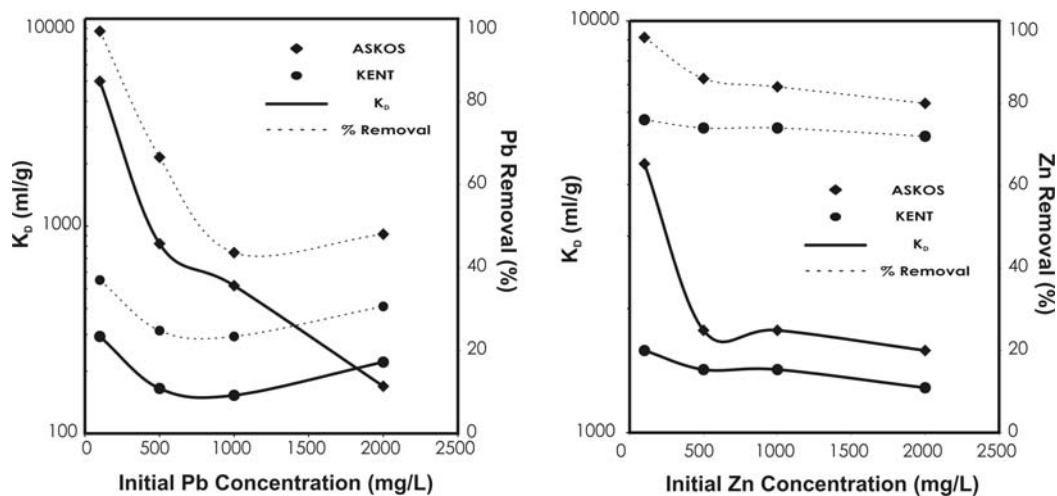 10000
1000
100
K_D (ml/g)
ASKOS
KENT
K_D
% Removal
100
80
60
40
20
0
Pb Removal (%)
0 500 1000 1500 2000 2500
Initial Pb Concentration (mg/L)
10000
1000
K_D (ml/g)
ASKOS
KENT
K_D
% Removal
100
80
60
40
20
0
Zn Removal (%)
0 500 1000 1500 2000 2500
Initial Zn Concentration (mg/L)